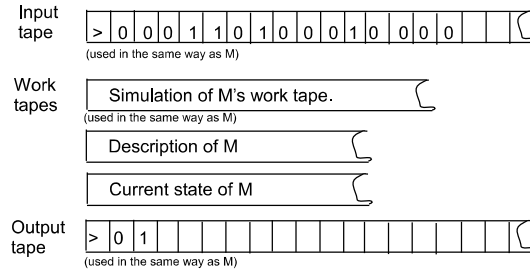 Input
tape
> 0 0 0 1 1 0 1 0 0 0 1 0 0 0 0
(used in the same way as M)
Work
tapes
Simulation of M's work tape.
(used in the same way as M)
Description of M
Current state of M
Output
tape
> 0 1
(used in the same way as M)